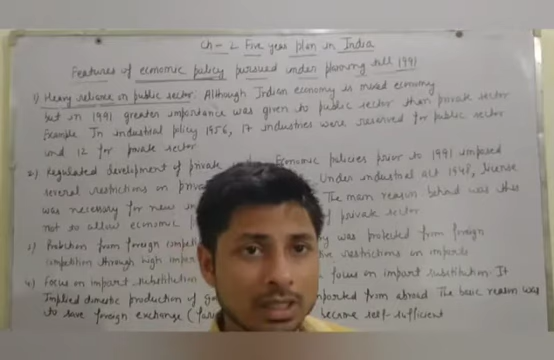 Ch- 2 Five year plan in India
Features of economic policy pursued under planning till 1991
1) Heavy reliance on public sector: Although Indian economy is mixed economy
but in 1991 greater importance was given to public sector than private sector
Example In industrial policy 1956, 17 industries were reserved for public sector
and 12 for private sector
2) Regulated development of private Economic policies prior to 1991 imposed
several restrictions on Under industrial act 1948, license
was necessary for new The main reason behind was this
not to allow economic of private sector
3) Protection from foreign was protected from foreign
competition through high restrictions on imports
4) Focus on import substitution focus on import substitution. It
Implied domestic production of imported from abroad The basic reason was
to save foreign exchange become self-sufficient